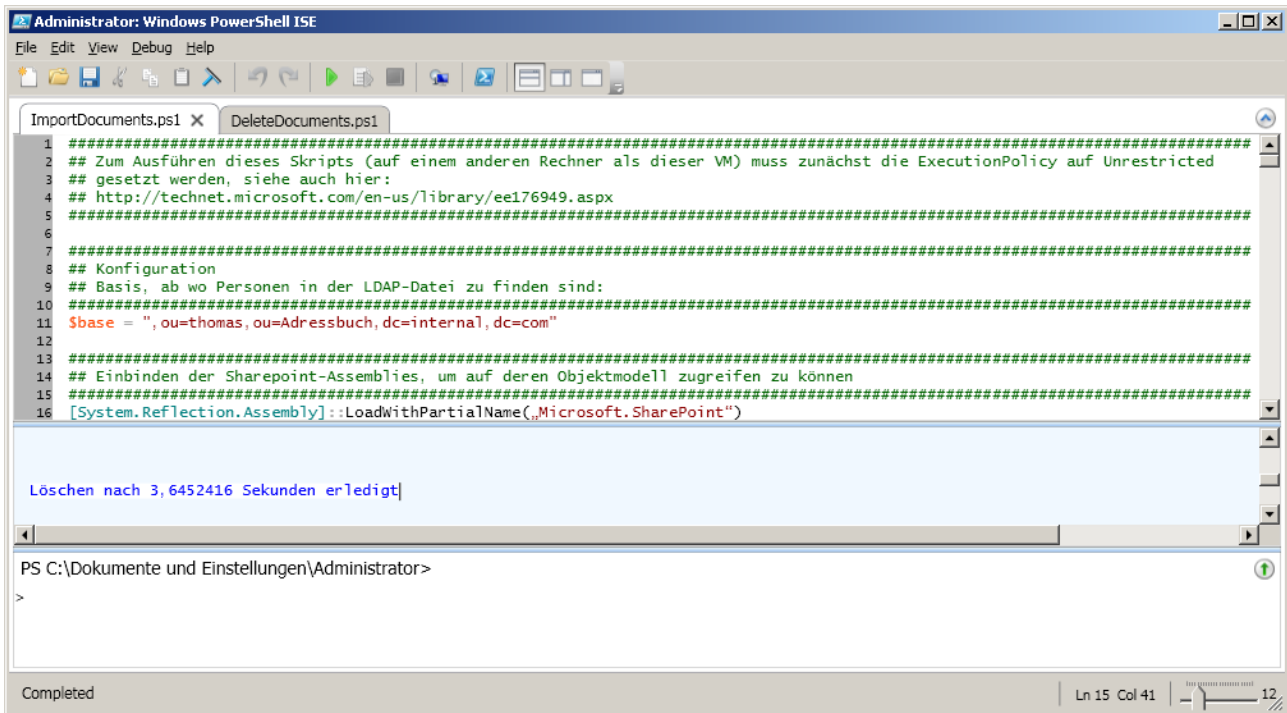 Administrator: Windows PowerShell ISE
File Edit View Debug Help
ImportDocuments.ps1 DeleteDocuments.ps1
1 ################################################################################################################################
2 ## Zum Ausführen dieses Skripts (auf einem anderen Rechner als dieser VM) muss zunächst die ExecutionPolicy auf Unrestricted
3 ## gesetzt werden, siehe auch hier:
4 ## http://technet.microsoft.com/en-us/library/ee176949.aspx
5 ################################################################################################################################
6
7 ################################################################################################################################
8 ## Konfiguration
9 ## Basis, ab wo Personen in der LDAP-Datei zu finden sind:
10 ################################################################################################################################
11 $base = ",ou=thomas,ou=Adressbuch,dc=internal,dc=com"
12
13 ################################################################################################################################
14 ## Einbinden der Sharepoint-Assemblies, um auf deren Objektmodell zugreifen zu können
15 ################################################################################################################################
16 [System.Reflection.Assembly]::LoadWithPartialName(„Microsoft.SharePoint“)
Löschen nach 3,6452416 Sekunden erledigt
PS C:\Dokumente und Einstellungen\Administrator>
>
Completed
Ln 15 Col 41
12